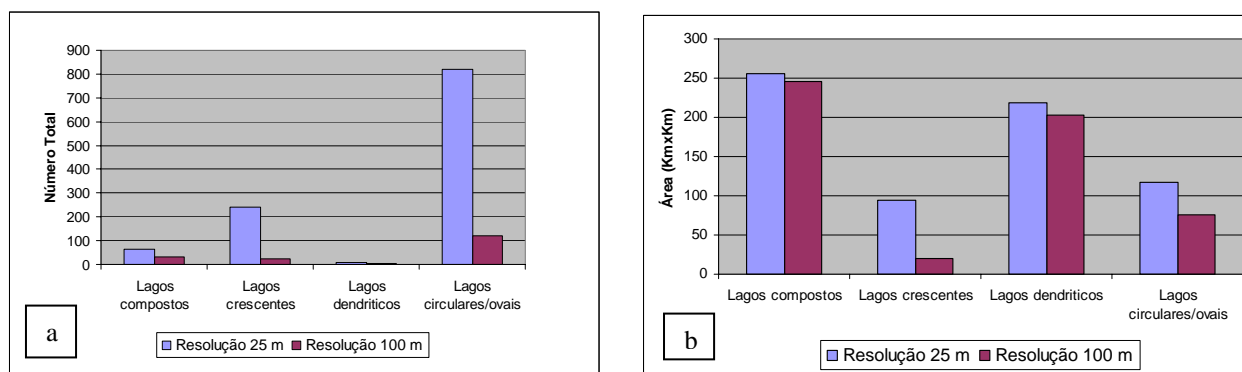 900
800
700
600
500
400
300
200
100
0
Número Total
Lagos compostos
Lagos crescentes
Lagos dendriticos
Lagos circulares/ovais
Resolução 25 m Resolução 100 m
a
300
250
200
150
100
50
0
Área (KmxKm)
Lagos compostos Lagos crescentes Lagos dendriticos Lagos
circulares/ovais
Resolução 25 m Resolução 100 m
b